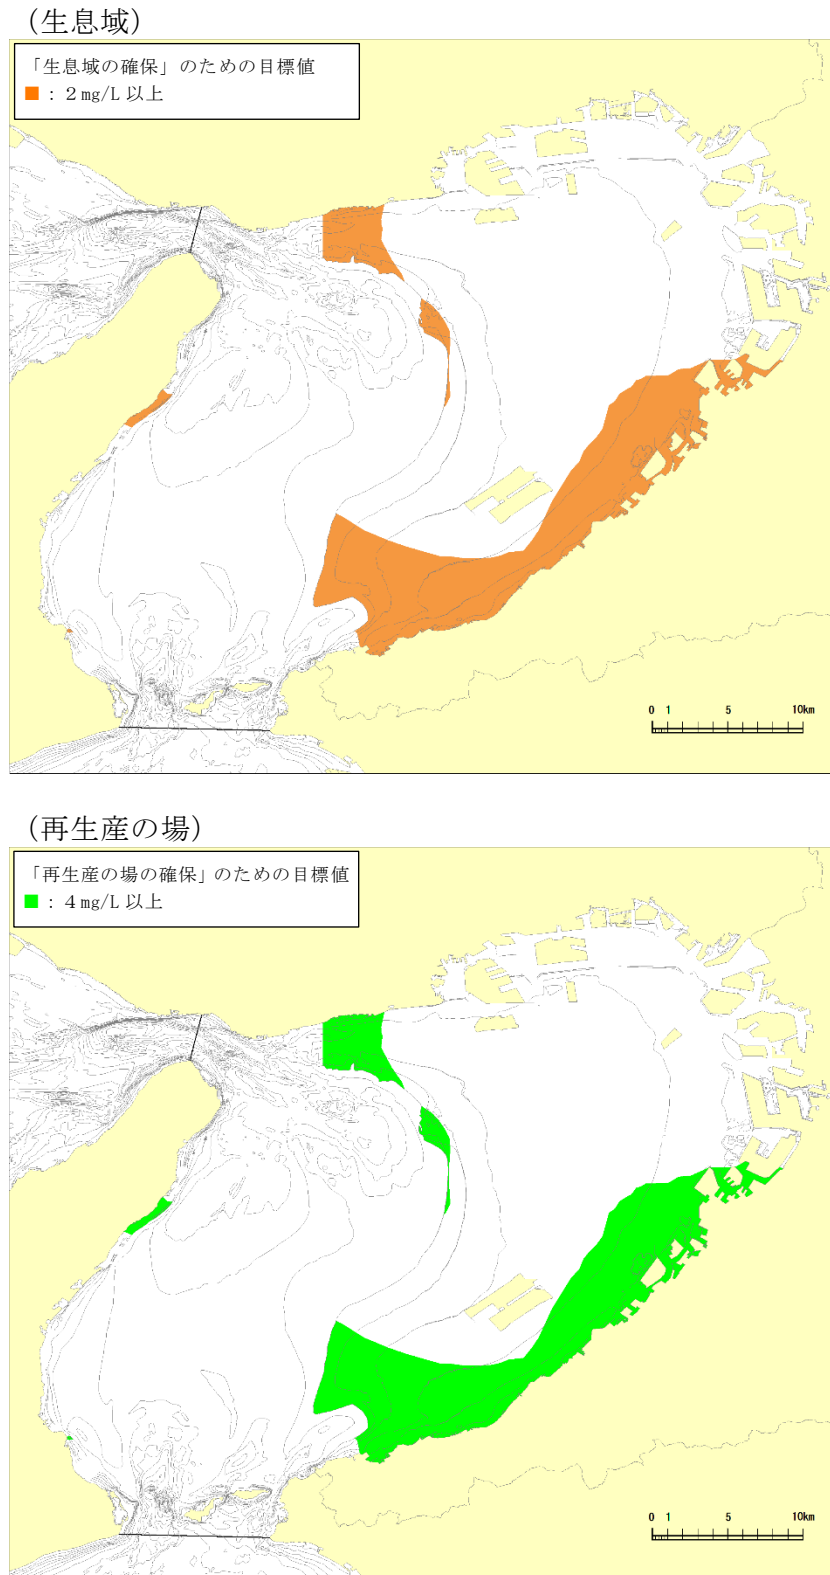 （生息域）
「生息域の確保」のための目標値
■：２mg/L 以上
0 1 5 10km
（再生産の場）
「再生産の場の確保」のための目標値
■：４mg/L 以上
0 1 5 10km